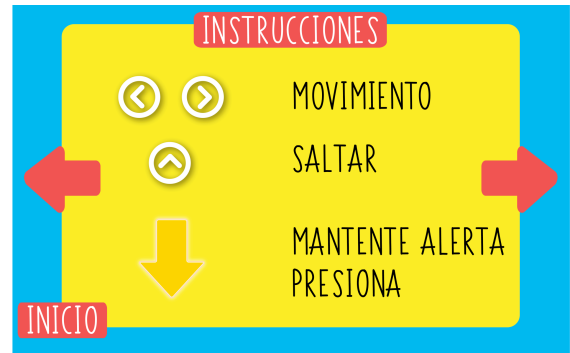 INSTRUCCIONES
MOVIMIENTO
SALTAR
MANTENTE ALERTA
PRESIONA
INICIO